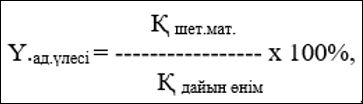 Қ шет.мат.
Ү.ад.үлесі = ----------------- х 100%,
Қ дайын өнім